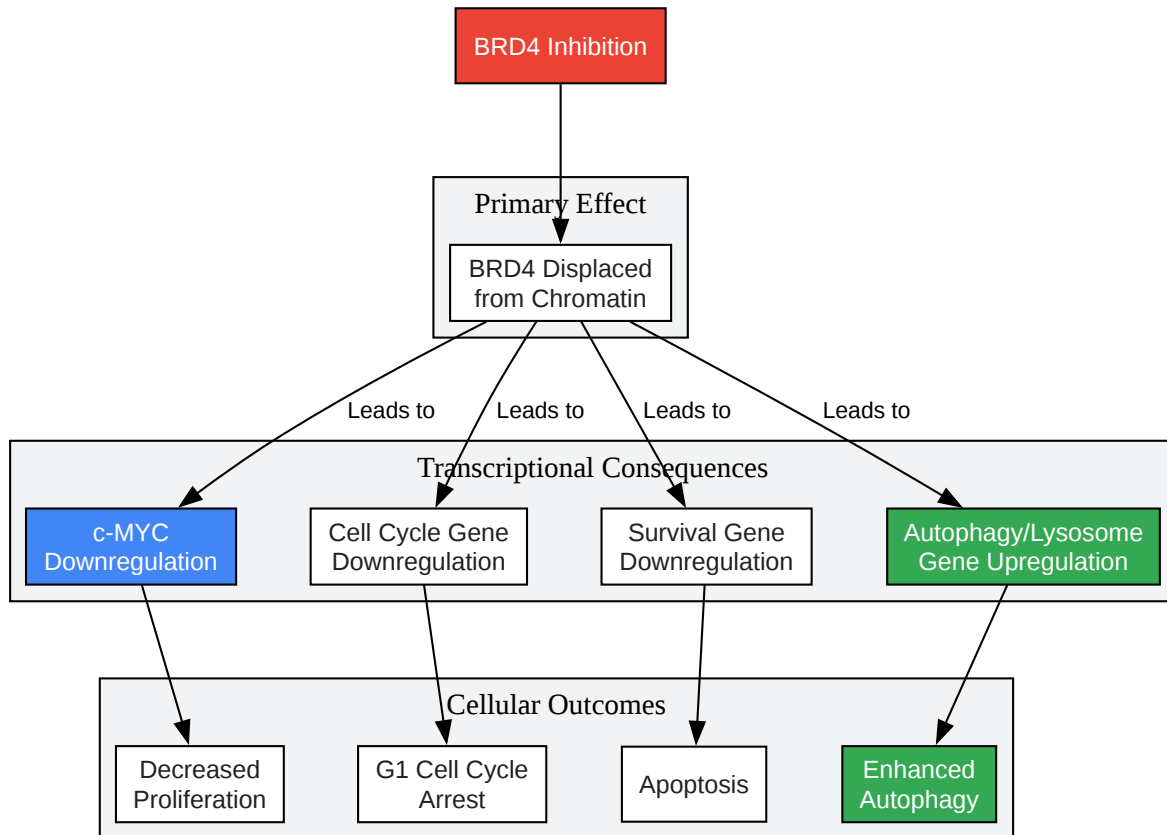 BRD4 Inhibition
Primary Effect
BRD4 Displaced
from Chromatin
Leads to
Leads to
Leads to
Leads to
Transcriptional Consequences
c-MYC
Downregulation
Cell Cycle Gene
Downregulation
Survival Gene
Downregulation
Autophagy/Lysosome
Gene Upregulation
Cellular Outcomes
Decreased
Proliferation
G1 Cell Cycle
Arrest
Apoptosis
Enhanced
Autophagy